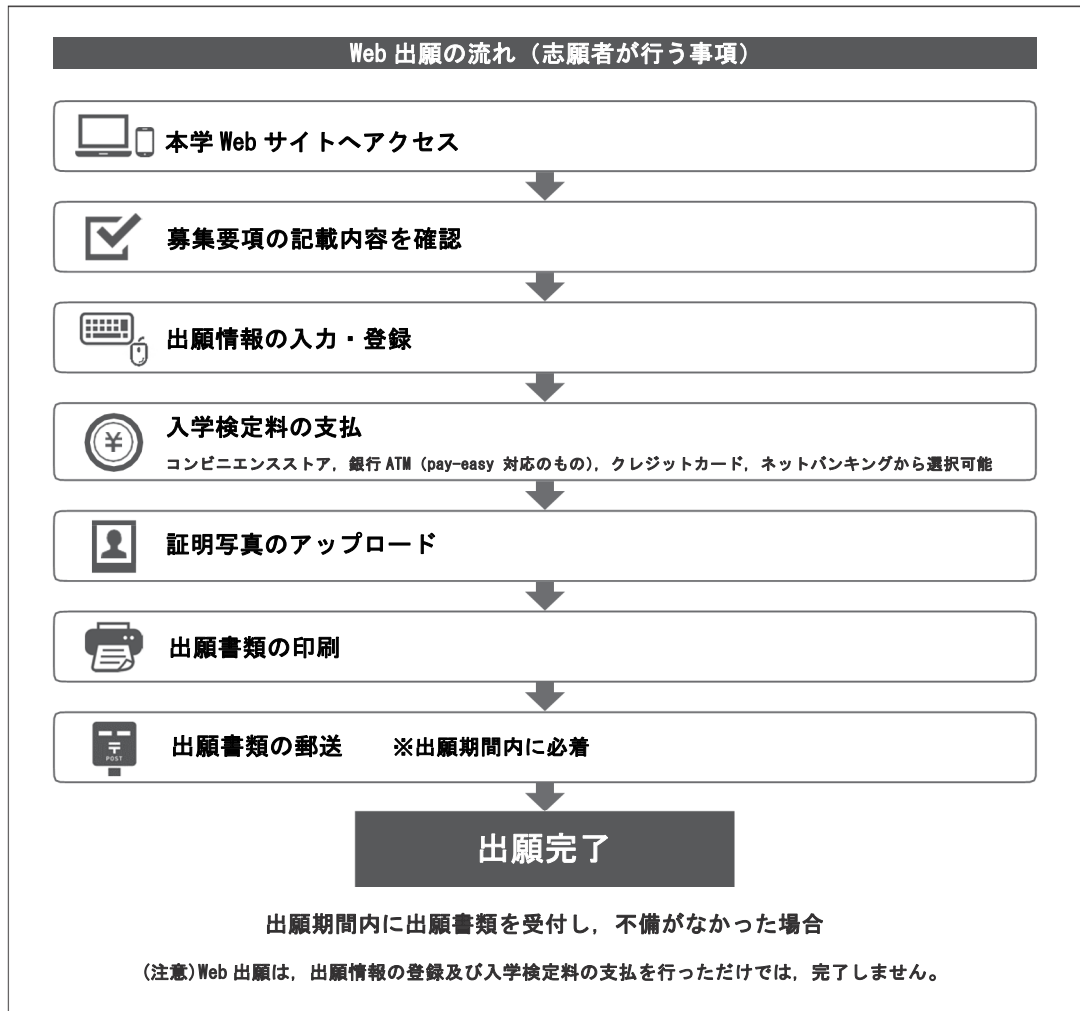 Web 出願の流れ（志願者が行う事項）
本学 Web サイトへアクセス
募集要項の記載内容を確認
出願情報の入力・登録
¥
入学検定料の支払
コンビニエンスストア，銀行 ATM（pay-easy 対応のもの），クレジットカード，ネットバンキングから選択可能
証明写真のアップロード
出願書類の印刷
〒
POST
出願書類の郵送　※出願期間内に必着
出願完了
出願期間内に出願書類を受付し，不備がなかった場合
(注意)Web 出願は，出願情報の登録及び入学検定料の支払を行っただけでは，完了しません。